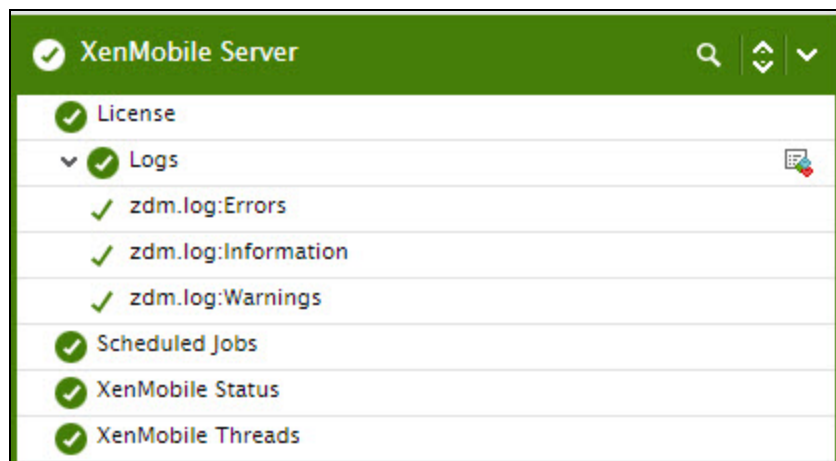 XenMobile Server
License
Logs
zdm.log:Errors
zdm.log:Information
zdm.log:Warnings
Scheduled Jobs
XenMobile Status
XenMobile Threads